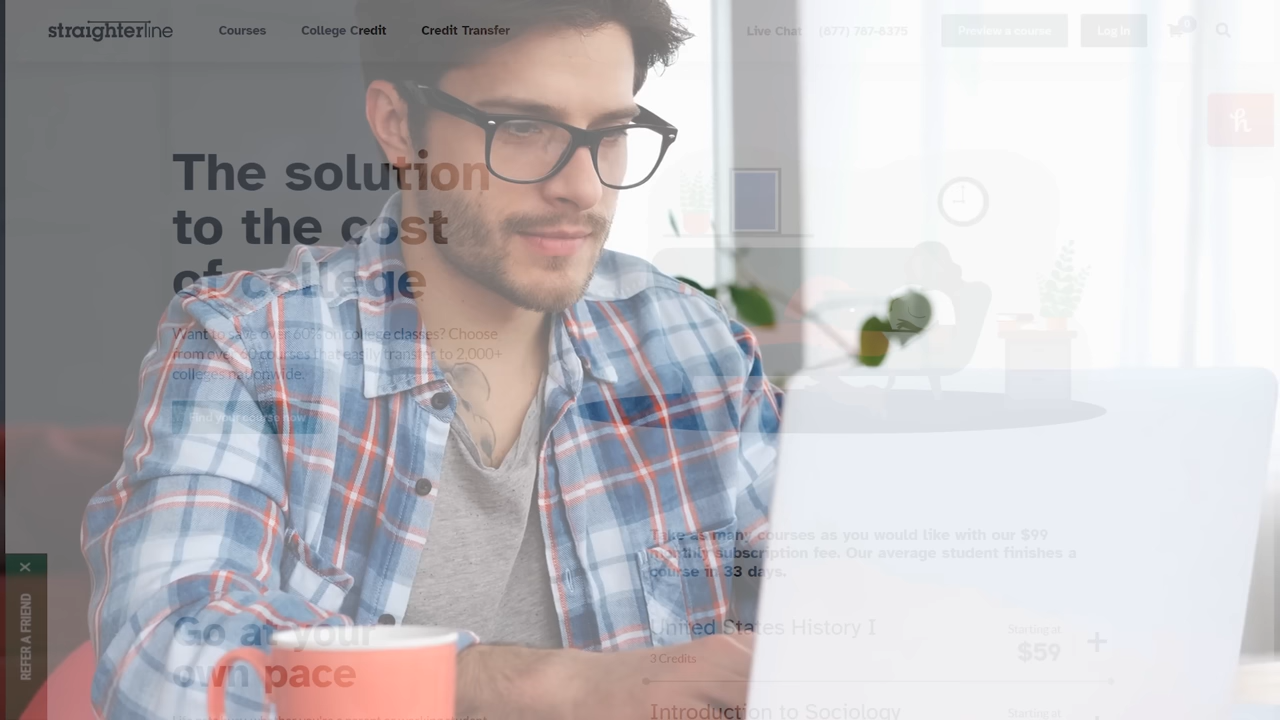 straighterline
Courses
College Credit
Credit Transfer
Live Chat
(877) 787-8375
Preview a course
Log in
The solution
to the cost
of college
Want to save over 60% on college classes? Choose
from over 60 courses that easily transfer to 2,000+
colleges nationwide.
Find your course now
Take as many courses as you would like with our $99
monthly subscription fee. Our average student finishes a
course in 33 days.
REFER A FRIEND
Go at your
own pace
United States History I
3 Credits
Starting at
$59
Introduction to Sociology
Starting at